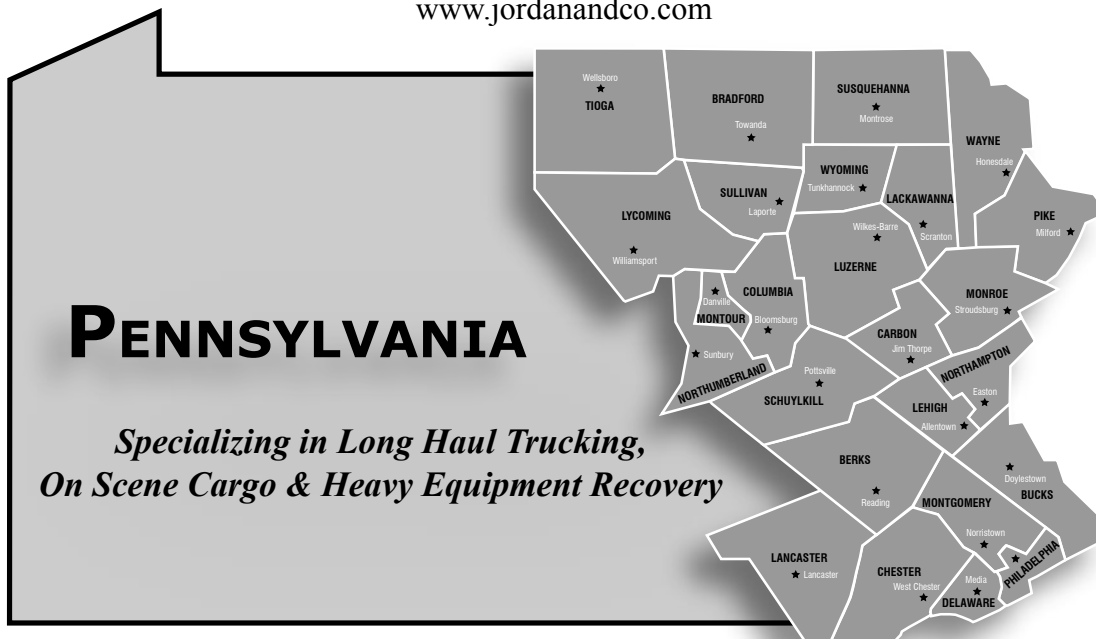 www.jordanandco.com
Wellsboro
TIOGA
BRADFORD
Towanda
SUSQUEHANNA
Montrose
WAYNE
Honesdale
WYOMING
Tunkhannock
LACKAWANNA
Scranton
SULLIVAN
Laporte
PIKE
Milford
LYCOMING
Williamsport
Wilkes-Barre
LUZERNE
COLUMBIA
Bloomsburg
Danville
MONTOUR
MONROE
Stroudsburg
CARBON
Jim Thorpe
PENNSYLVANIA
Sunbury
NORTHUMBERLAND
Pottsville
SCHUYLKILL
NORTHAMPTON
Easton
LEHIGH
Allentown
Specializing in Long Haul Trucking,
On Scene Cargo & Heavy Equipment Recovery
BERKS
Reading
Doylestown
BUCKS
MONTGOMERY
Norristown
PHILADELPHIA
LANCASTER
Lancaster
CHESTER
West Chester
Media
DELAWARE